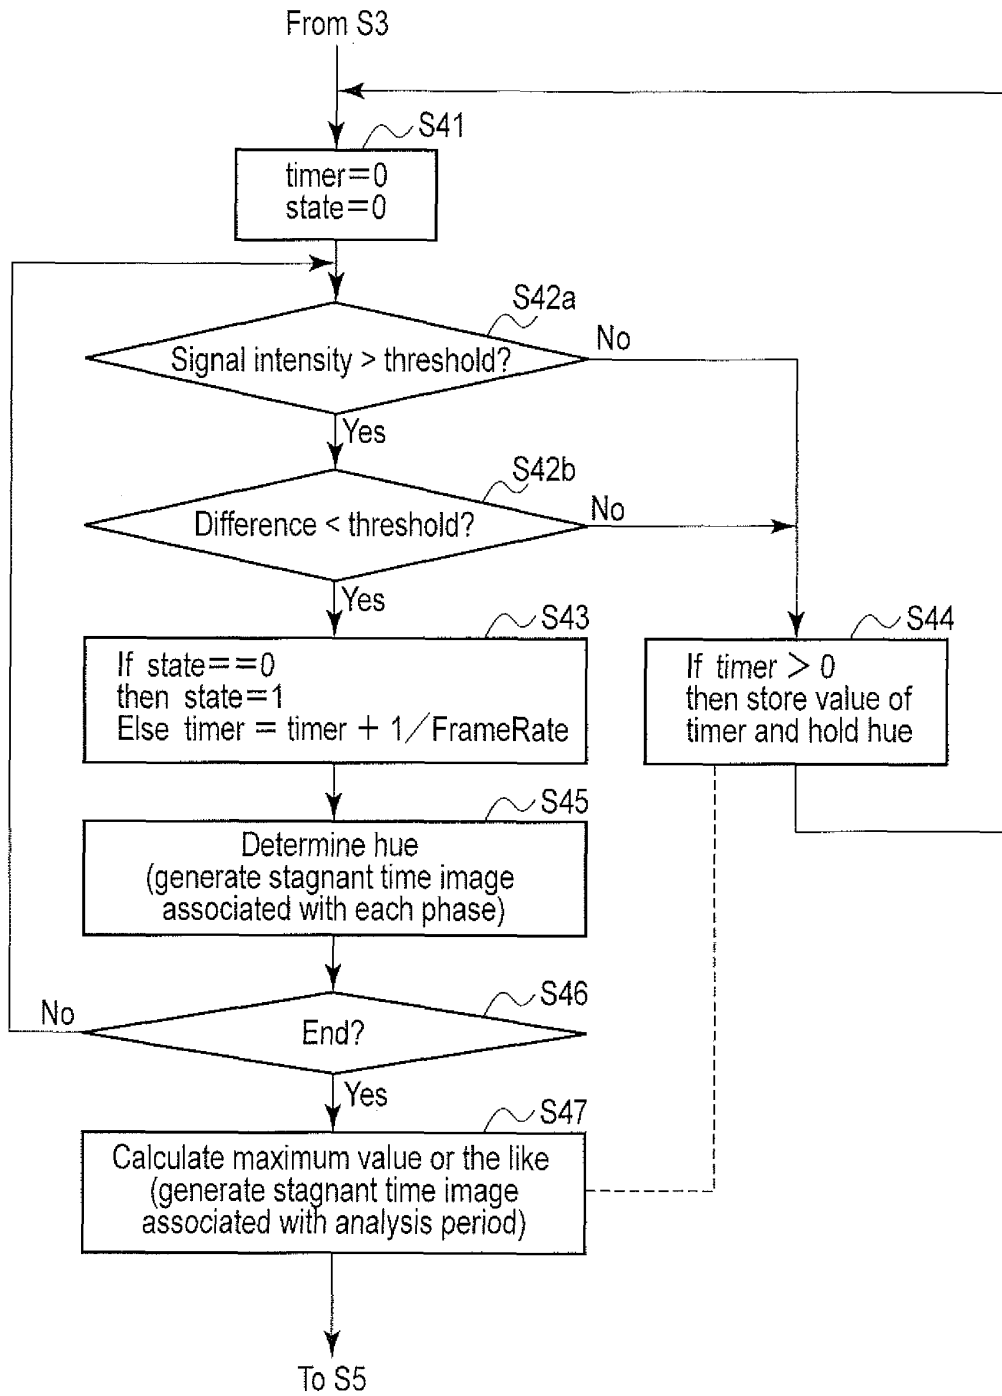 From S3
S41
timer=0
state=0
S42a
Signal intensity > threshold?
No
Yes
S42b
Difference < threshold?
No
Yes
S43
If state==0
then state=1
Else timer = timer + 1/FrameRate
S44
If timer > 0
then store value of
timer and hold hue
S45
Determine hue
(generate stagnant time image
associated with each phase)
S46
End?
No
Yes
S47
Calculate maximum value or the like
(generate stagnant time image
associated with analysis period)
To S5